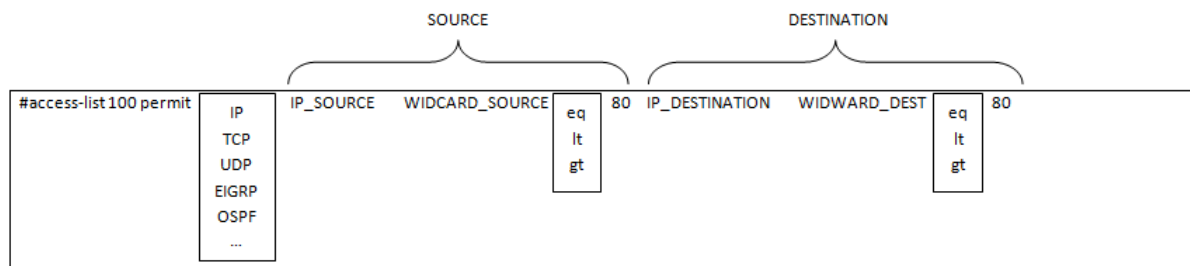 SOURCE DESTINATION
#access-list 100 permit IP_SOURCE WIDCARD_SOURCE 80 IP_DESTINATION WIDWARD_DEST 80
IP
TCP
UDP
EIGRP
OSPF
...
eq
lt
gt
eq
lt
gt